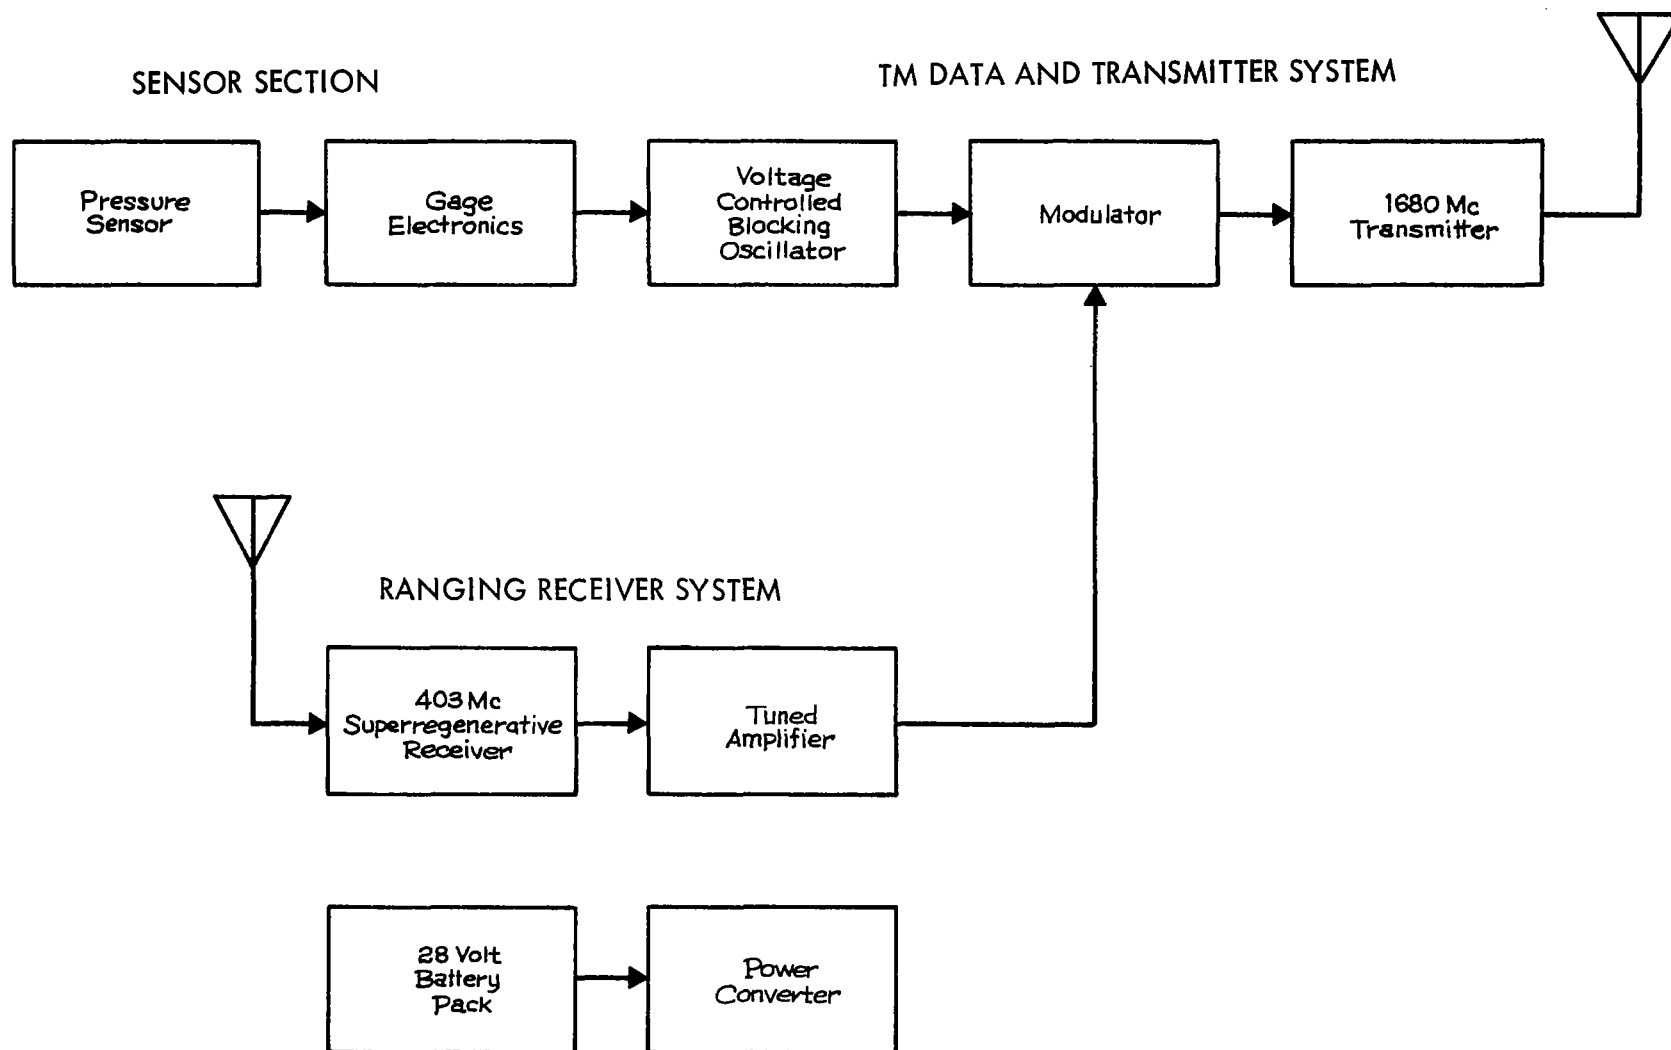 SENSOR SECTION
TM DATA AND TRANSMITTER SYSTEM
Pressure
Sensor
Gage
Electronics
Voltage
Controlled
Blocking
Oscillator
Modulator
1680 Mc
Transmitter
RANGING RECEIVER SYSTEM
403 Mc
Superregenerative
Receiver
Tuned
Amplifier
28 Volt
Battery
Pack
Power
Converter